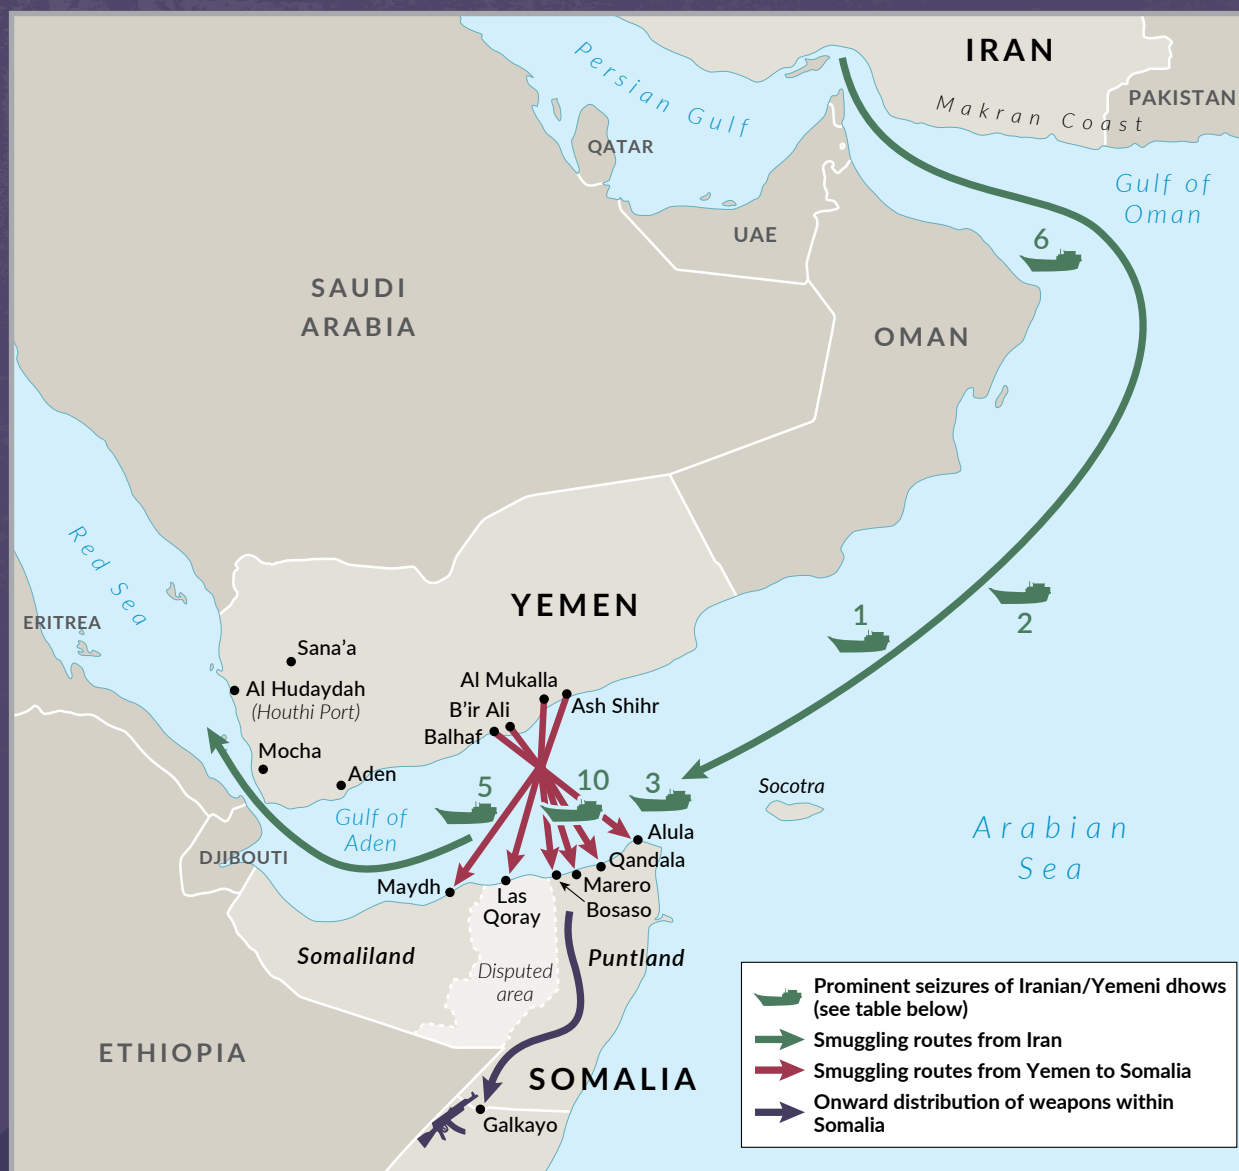 IRAN
Persian Gulf
Makran Coast
PAKISTAN
QATAR
Gulf of
Oman
UAE
6
SAUDI
ARABIA
OMAN
Red Sea
YEMEN
ERITREA
1
2
Sana’a
Al Hudaydah
(Houthi Port)
Al Mukalla
Ash Shihr
B’ir Ali
Balhaf
Mocha
Aden
5
10
3
Socotra
Gulf of
Aden
Arabian
Sea
Alula
DJIBOUTI
Qandala
Maydh
Las
Qoray
Marero
Bosaso
Somaliland
Puntland
Disputed
area
ETHIOPIA
SOMALIA
Galkayo
Prominent seizures of Iranian/Yemeni dhows
(see table below)
Smuggling routes from Iran
Smuggling routes from Yemen to Somalia
Onward distribution of weapons within
Somalia